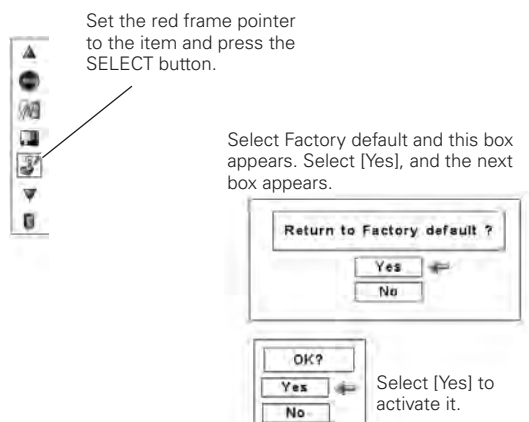 Set the red frame pointer
to the item and press the
SELECT button.
Select Factory default and this box
appears. Select [Yes], and the next
box appears.
Return to Factory default ?
Yes
No
OK?
Yes
No
Select [Yes] to
activate it.